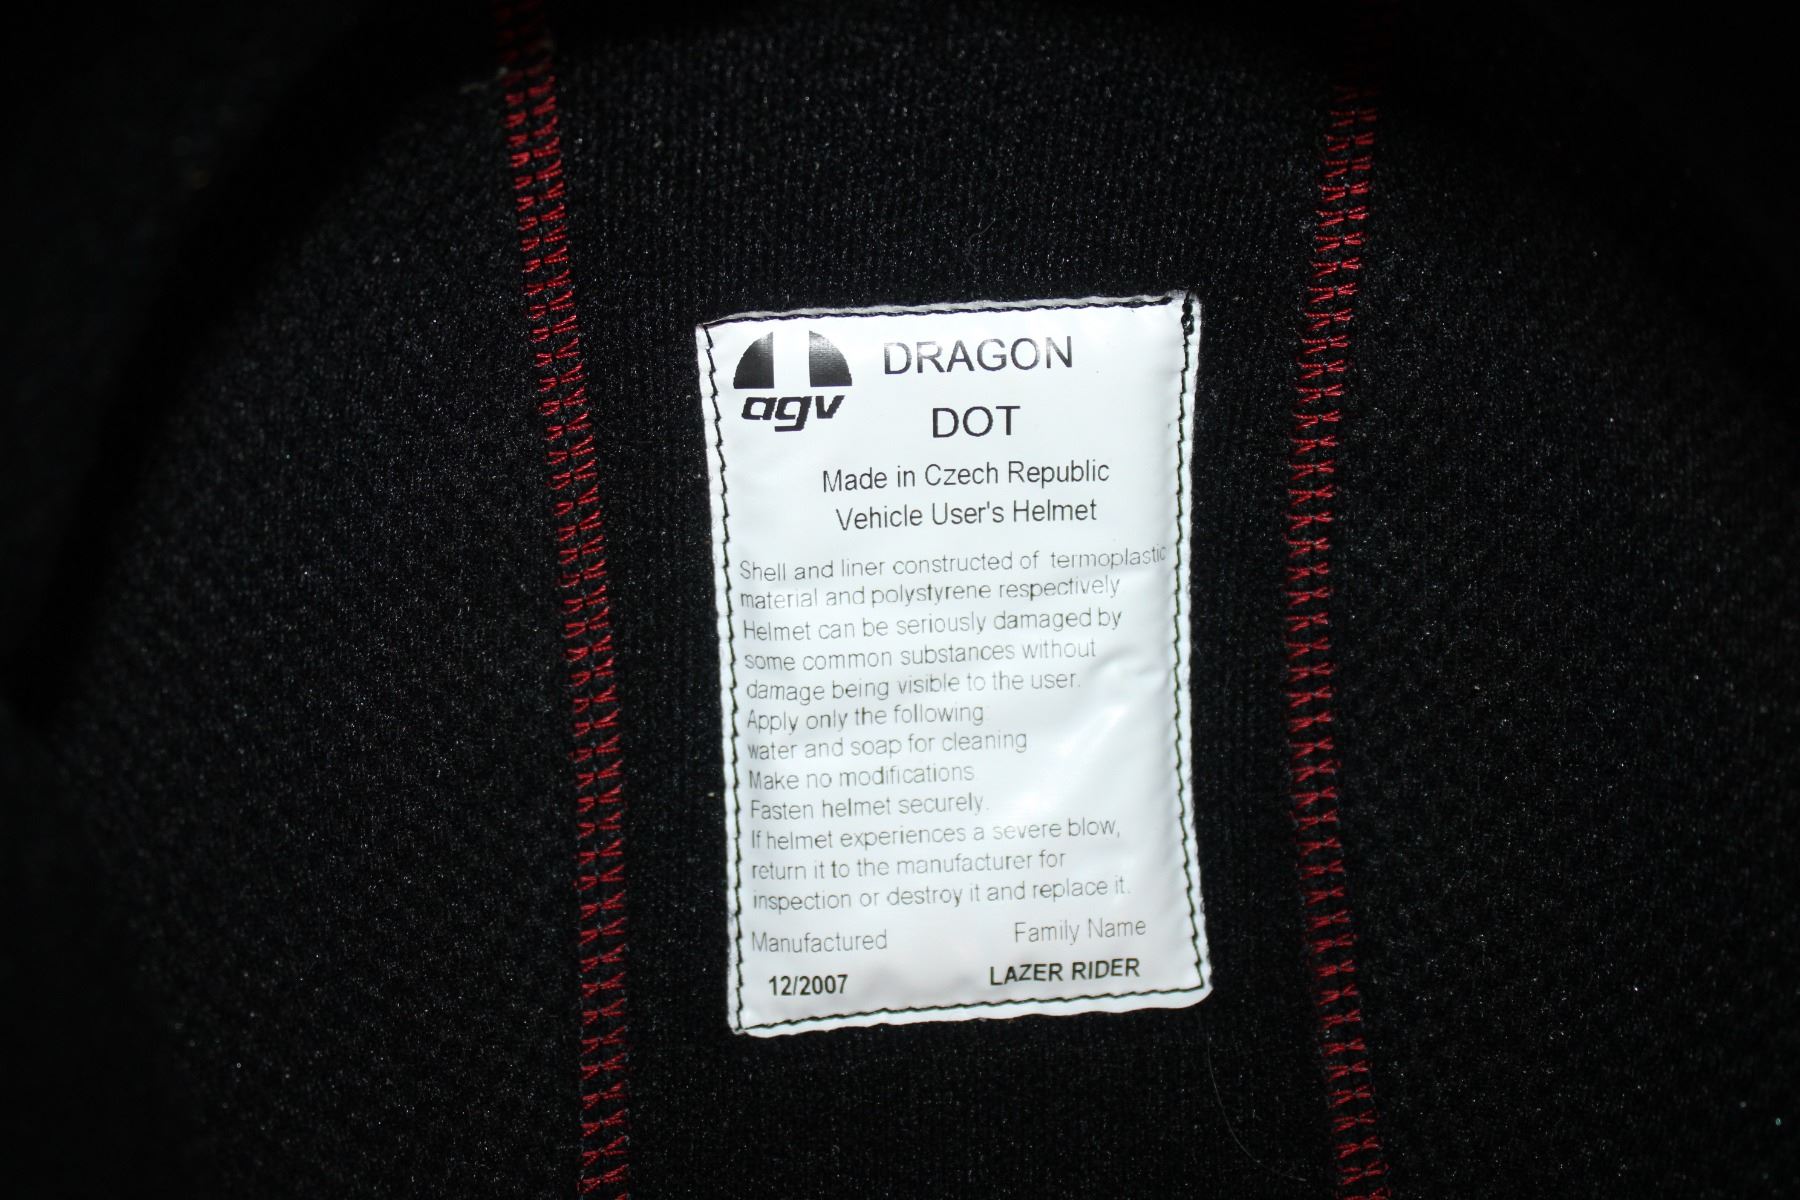 agv
DRAGON
DOT
Made in Czech Republic
Vehicle User's Helmet
Shell and liner constructed of termoplastic
material and polystyrene respectively
Helmet can be seriously damaged by
some common substances without
damage being visible to the user.
Apply only the following:
water and soap for cleaning
Make no modifications.
Fasten helmet securely.
If helmet experiences a severe blow,
return it to the manufacturer for
inspection or destroy it and replace it.
Manufactured Family Name
12/2007 LAZER RIDER